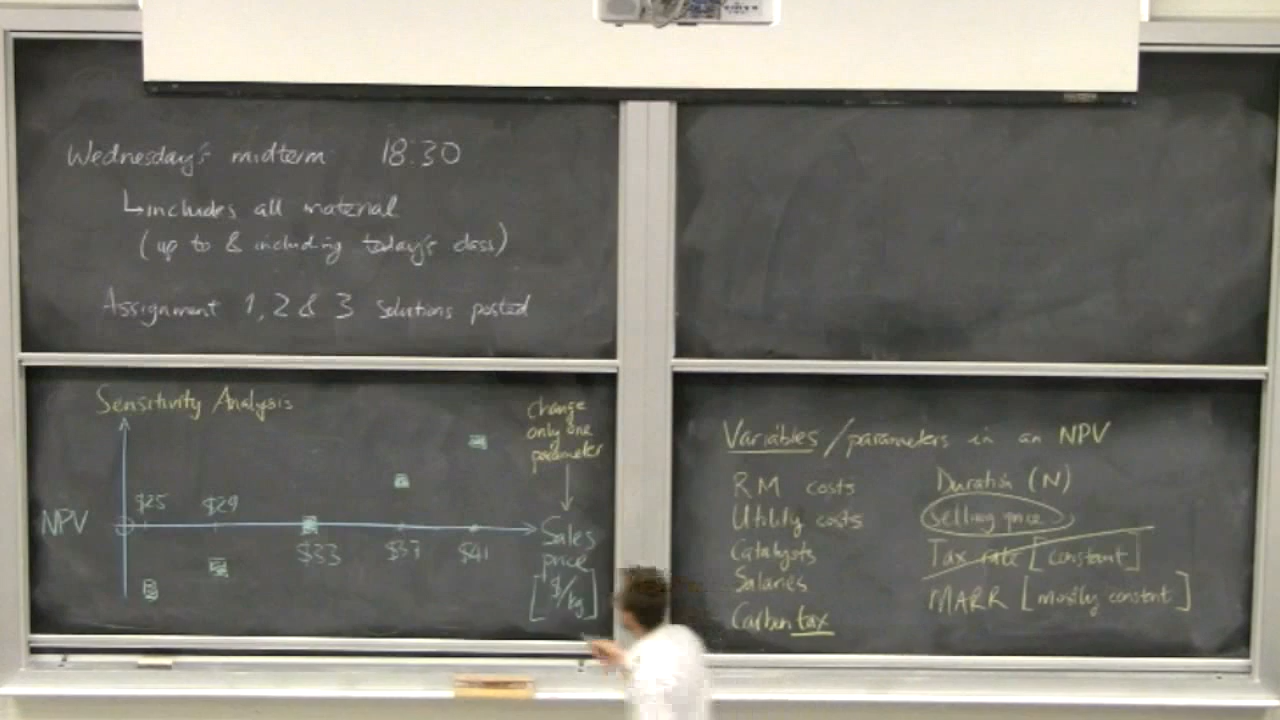 Wednesday's midterm 18:30
↳includes all material
(up to & including today's class)
Assignment 1, 2 & 3 solutions posted
Sensitivity Analysis
NPV
$25
$29
$33
$37
$41
change
only one
parameter
Sales
price
[$/kg]
Variables/parameters in an NPV
RM costs
Utility costs
Catalysts
Salaries
Carbon tax
Duration (N)
selling price
Tax rate [constant]
MARR [mostly constant]